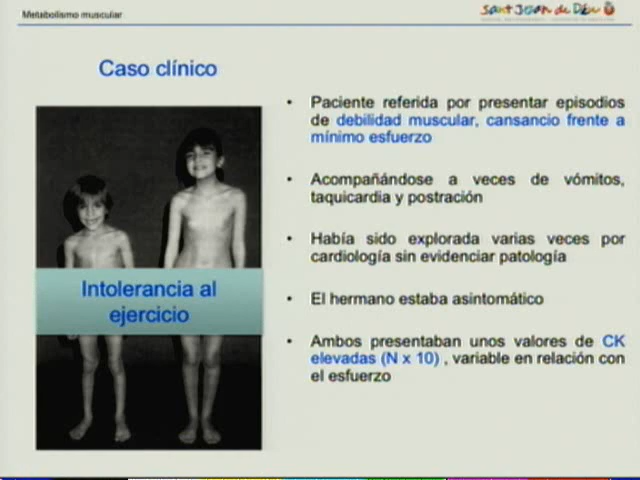 Metabolismo muscular
Sant Joan de Déu
Caso clínico
Intolerancia al
ejercicio
• Paciente referida por presentar episodios
de debilidad muscular, cansancio frente a
mínimo esfuerzo
• Acompañándose a veces de vómitos,
taquicardia y postración
• Había sido explorada varias veces por
cardiología sin evidenciar patología
• El hermano estaba asintomático
• Ambos presentaban unos valores de CK
elevadas (N x 10) , variable en relación con
el esfuerzo